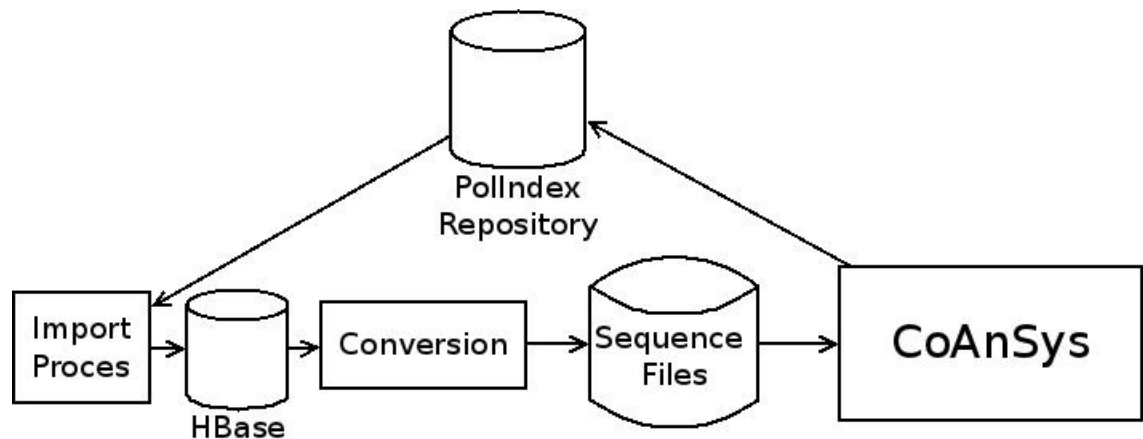 PolIndex
Repository
Import
Proces
HBase
Conversion
Sequence
Files
CoAnSys